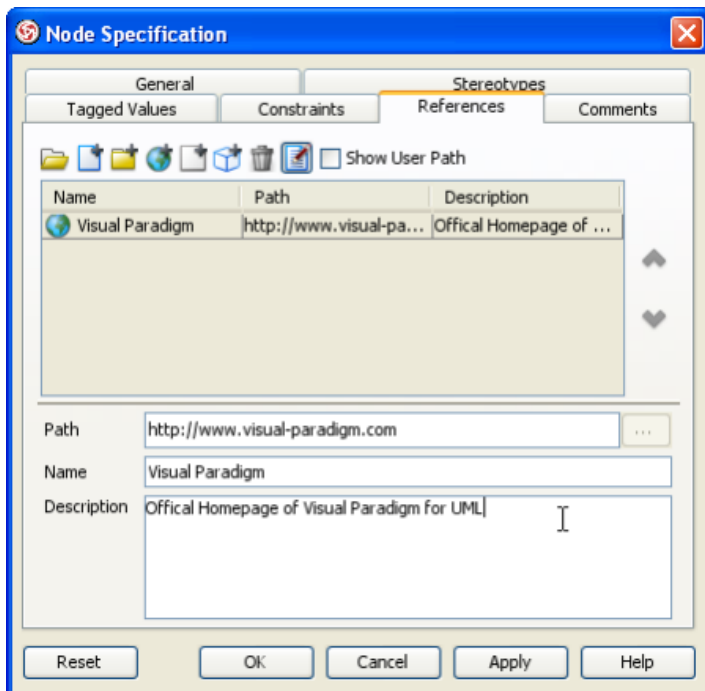 Node Specification
General Stereotypes
Tagged Values Constraints References Comments
Show User Path
Name Path Description
Visual Paradigm http://www.visual-pa... Offical Homepage of ...
Path http://www.visual-paradigm.com ...
Name Visual Paradigm
Description Offical Homepage of Visual Paradigm for UML
Reset OK Cancel Apply Help